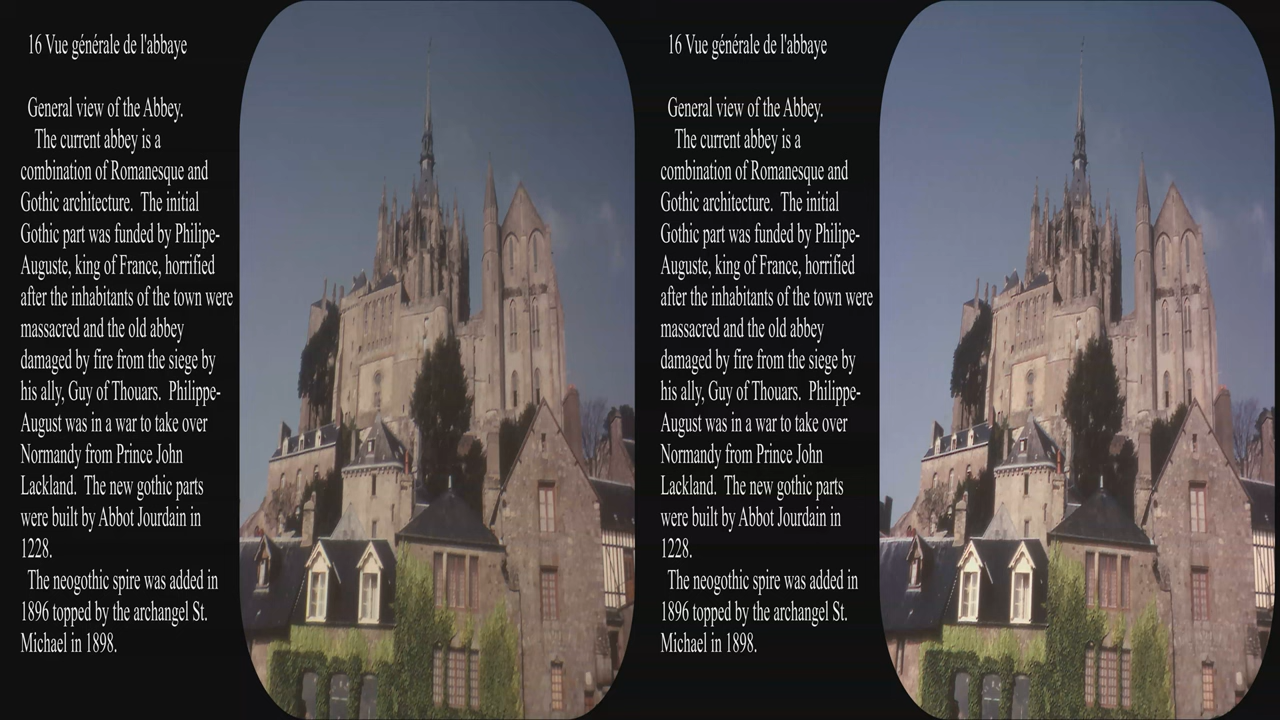 16 Vue générale de l'abbaye
General view of the Abbey.
The current abbey is a
combination of Romanesque and
Gothic architecture. The initial
Gothic part was funded by Philipe-
Auguste, king of France, horrified
after the inhabitants of the town were
massacred and the old abbey
damaged by fire from the siege by
his ally, Guy of Thouars. Philippe-
August was in a war to take over
Normandy from Prince John
Lackland. The new gothic parts
were built by Abbot Jourdain in
1228.
The neogothic spire was added in
1896 topped by the archangel St.
Michael in 1898.
16 Vue générale de l'abbaye
General view of the Abbey.
The current abbey is a
combination of Romanesque and
Gothic architecture. The initial
Gothic part was funded by Philipe-
Auguste, king of France, horrified
after the inhabitants of the town were
massacred and the old abbey
damaged by fire from the siege by
his ally, Guy of Thouars. Philippe-
August was in a war to take over
Normandy from Prince John
Lackland. The new gothic parts
were built by Abbot Jourdain in
1228.
The neogothic spire was added in
1896 topped by the archangel St.
Michael in 1898.